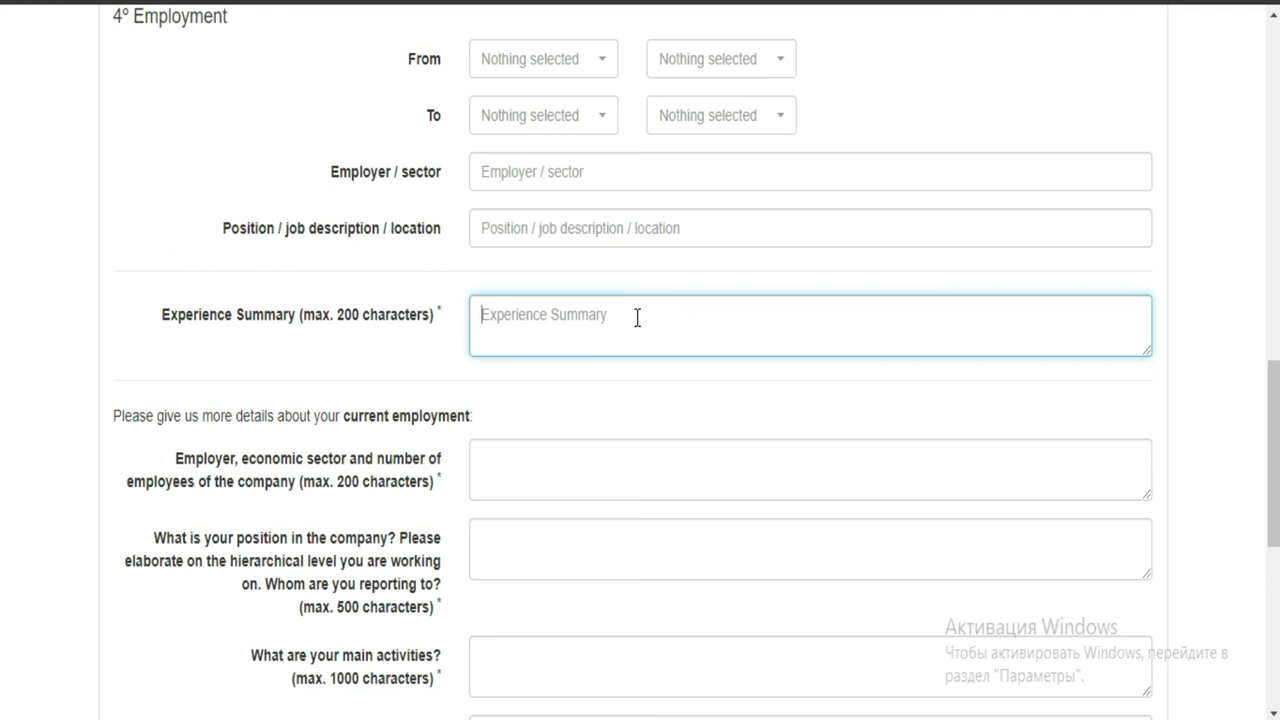 4º Employment
From Nothing selected Nothing selected
To Nothing selected Nothing selected
Employer / sector Employer / sector
Position / job description / location Position / job description / location
Experience Summary (max. 200 characters) * Experience Summary
Please give us more details about your current employment:
Employer, economic sector and number of
employees of the company (max. 200 characters) *
What is your position in the company? Please
elaborate on the hierarchical level you are working
on. Whom are you reporting to?
(max. 500 characters) *
What are your main activities?
(max. 1000 characters) *
Активация Windows
Чтобы активировать Windows, перейдите в
раздел "Параметры".